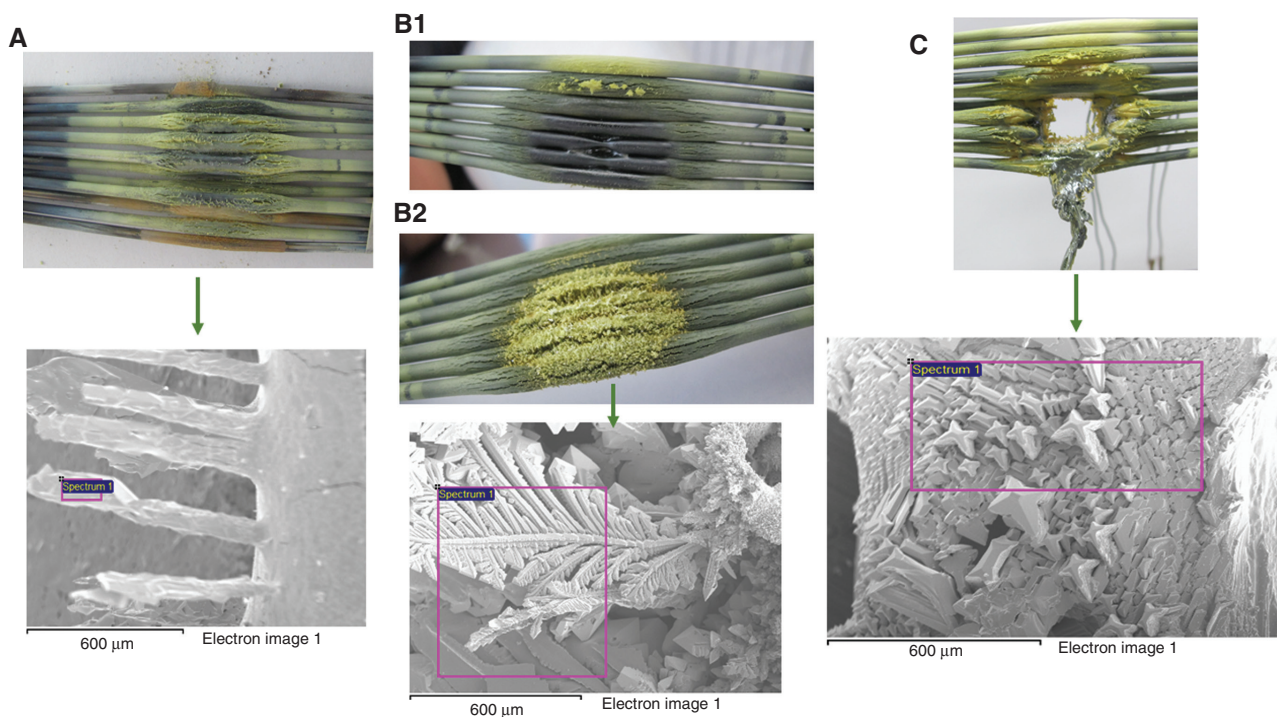 A
B1
B2
C
Spectrum 1
600 μm
Electron image 1
Spectrum 1
600 μm
Electron image 1
Spectrum 1
600 μm
Electron image 1